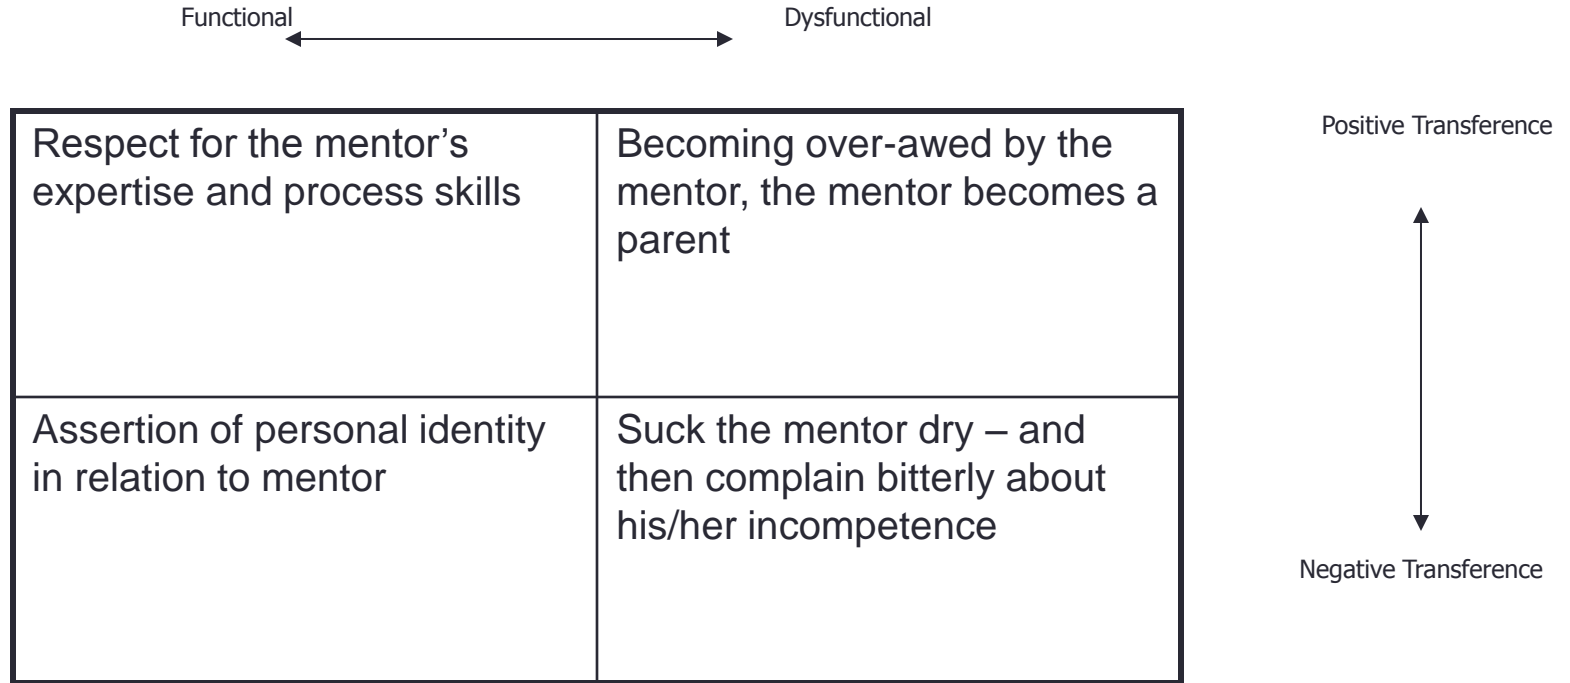 Functional
Dysfunctional
Respect for the mentor’s
expertise and process skills
Becoming over-awed by the
mentor, the mentor becomes a
parent
Positive Transference
Assertion of personal identity
in relation to mentor
Suck the mentor dry – and
then complain bitterly about
his/her incompetence
Negative Transference